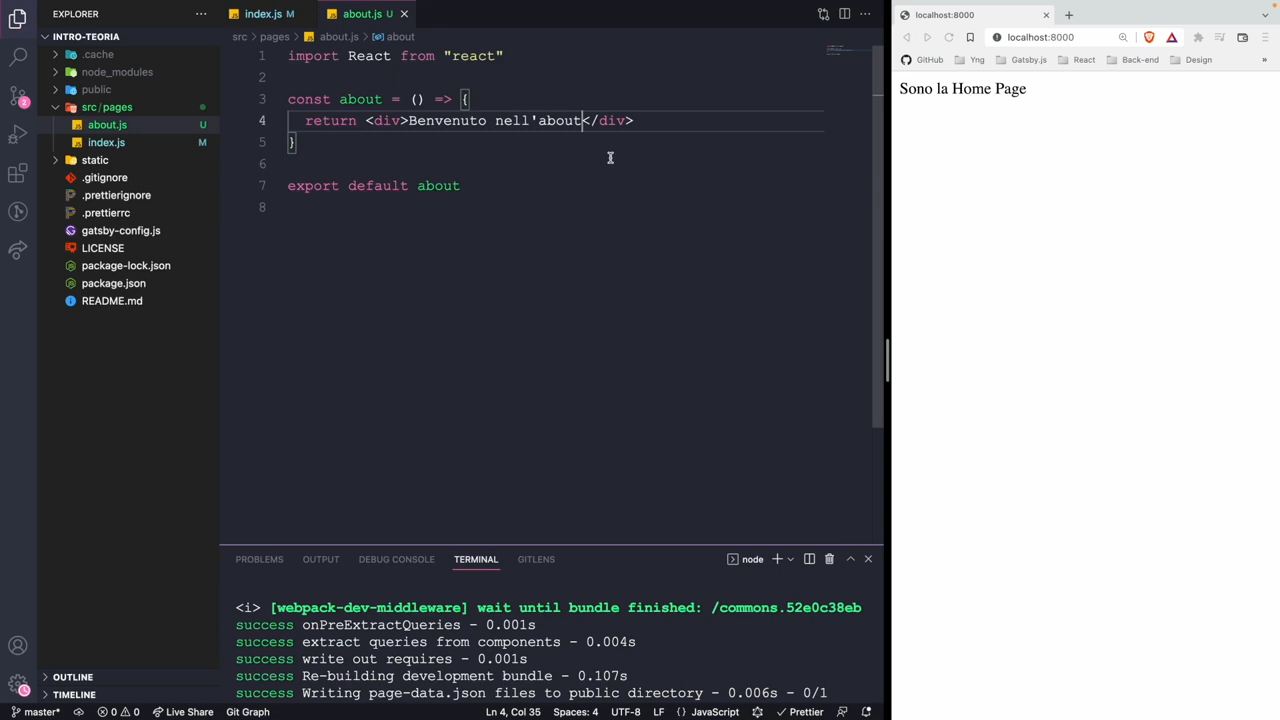 EXPLORER
···
INTRO-TEORIA
.cache
node_modules
public
src/pages
about.js U
index.js M
static
.gitignore
.prettierignore
.prettierrc
gatsby-config.js
LICENSE
package-lock.json
package.json
README.md
OUTLINE
TIMELINE
2
index.js M
about.js U
src > pages > about.js > about
1 import React from "react"
2
3 const about = () => {
4 return <div>Benvenuto nell'about</div>
5 }
6
7 export default about
8
PROBLEMS OUTPUT DEBUG CONSOLE TERMINAL GITLENS
node
<i> [webpack-dev-middleware] wait until bundle finished: /commons.52e0c38eb
success onPreExtractQueries - 0.001s
success extract queries from components - 0.004s
success write out requires - 0.001s
success Re-building development bundle - 0.107s
success Writing page-data.json files to public directory - 0.006s - 0/1
master* 0 0 Live Share Git Graph Ln 4, Col 35 Spaces: 4 UTF-8 LF {} JavaScript Prettier
localhost:8000
localhost:8000
GitHub Yng Gatsby.js React Back-end Design
Sono la Home Page